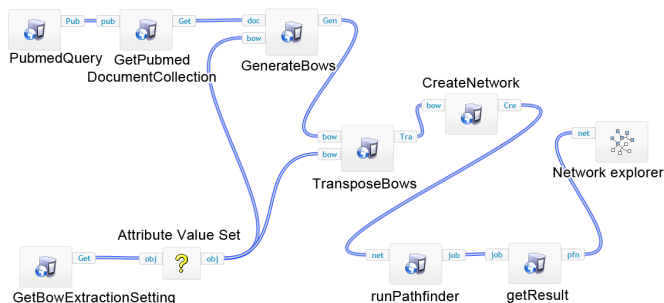 Pub
pub
Get
doc
bow
Gen
PubmedQuery
GetPubmed
DocumentCollection
GenerateBows
CreateNetwork
bow
Cre
bow
bow
Tra
TransposeBows
net
Network explorer
Attribute Value Set
Get
obj
?
obj
GetBowExtractionSetting
net
job
job
pfn
runPathfinder
getResult